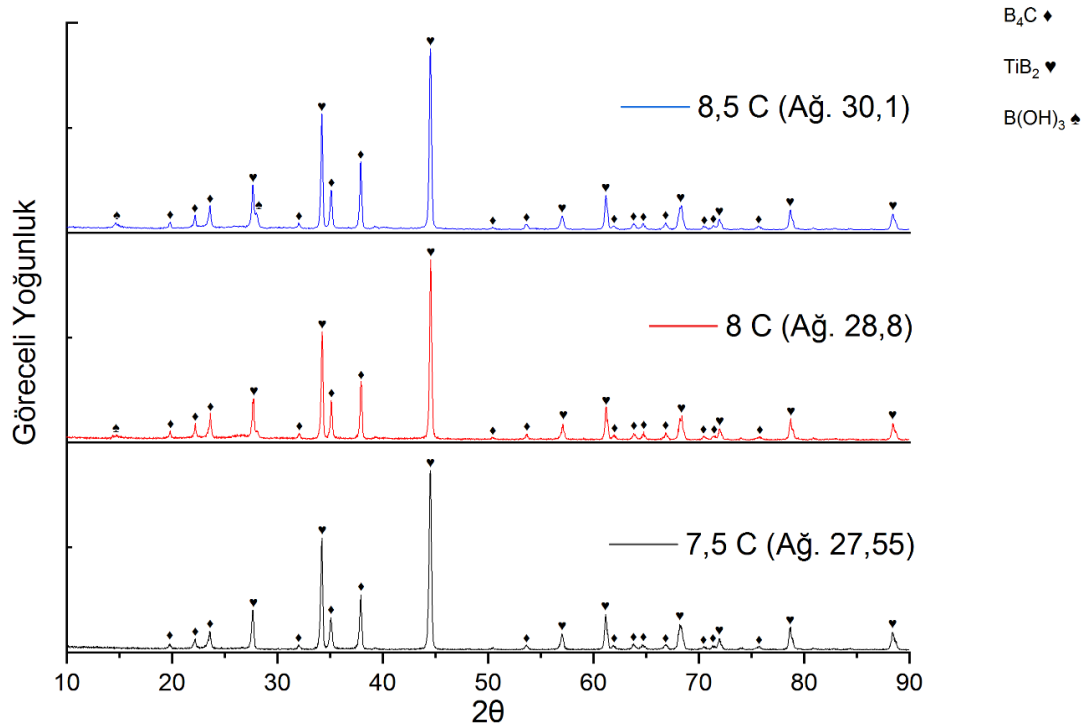 B₄C ♦
TiB₂ ♥
B(OH)₃ ♠
8,5 C (Ağ. 30,1)
8 C (Ağ. 28,8)
7,5 C (Ağ. 27,55)
Göreceli Yoğunluk
10 20 30 40 50 60 70 80 90
2θ